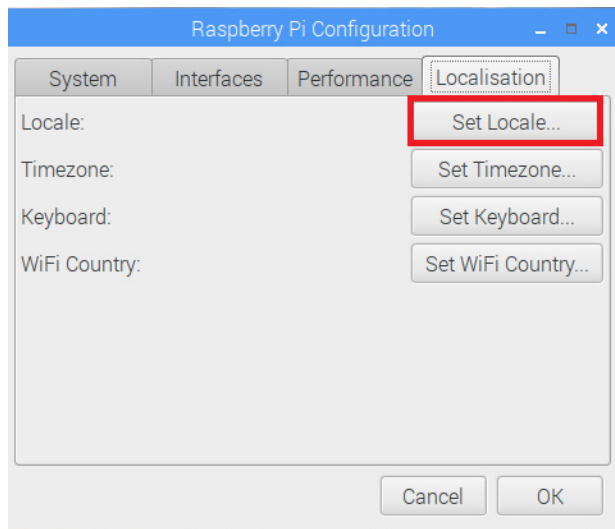 Raspberry Pi Configuration
System Interfaces Performance Localisation
Locale: Set Locale...
Timezone: Set Timezone...
Keyboard: Set Keyboard...
WiFi Country: Set WiFi Country...
Cancel OK